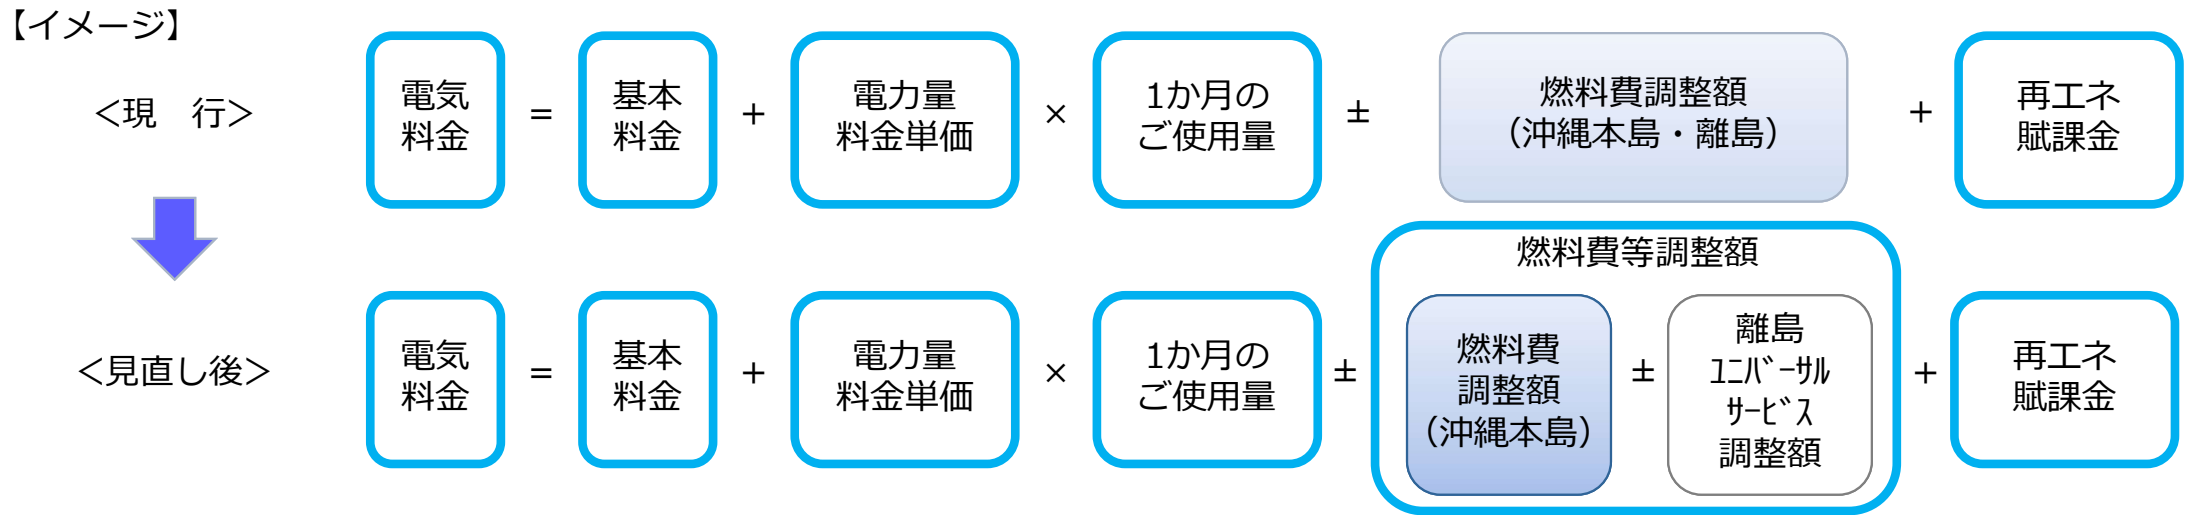 【イメージ】
＜現　行＞
電気
料金
＝
基本
料金
＋
電力量
料金単価
×
1か月の
ご使用量
±
燃料費調整額
（沖縄本島・離島）
＋
再エネ
賦課金
＜見直し後＞
電気
料金
＝
基本
料金
＋
電力量
料金単価
×
1か月の
ご使用量
±
燃料費等調整額
燃料費
調整額
（沖縄本島）
±
離島
ﾕﾆﾊﾞｰｻﾙ
ｻｰﾋﾞｽ
調整額
＋
再エネ
賦課金